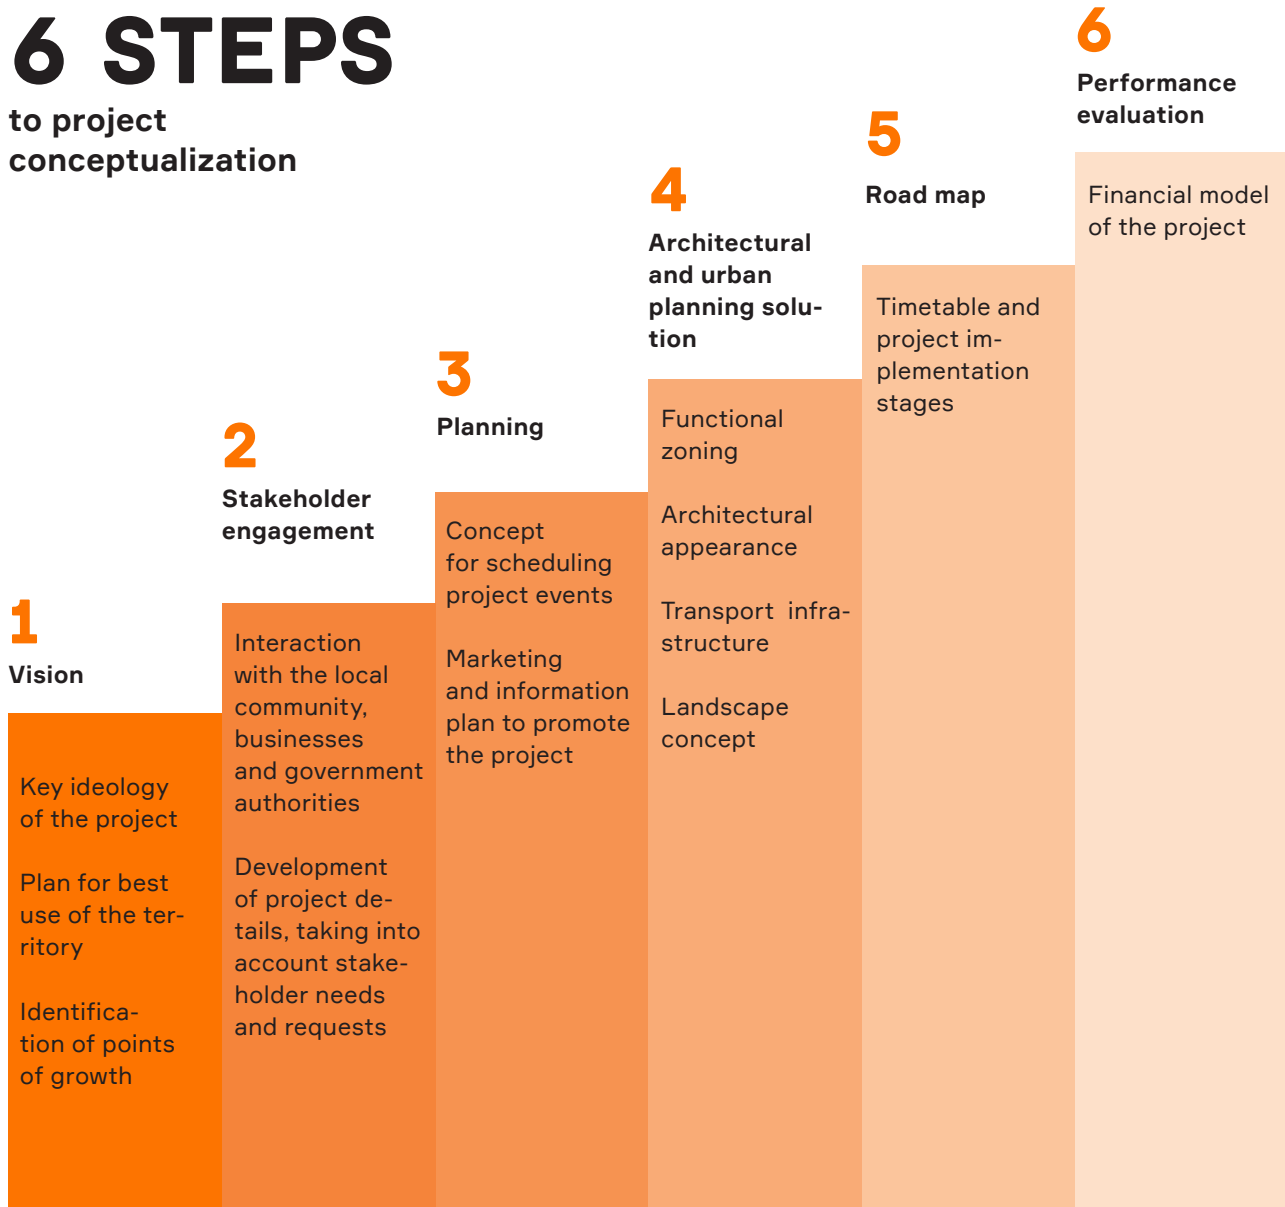 6 STEPS
to project
conceptualization
1
Vision
Key ideology
of the project
Plan for best
use of the ter-
ritory
Identifica-
tion of points
of growth
2
Stakeholder
engagement
Interaction
with the local
community,
businesses
and government
authorities
Development
of project de-
tails, taking into
account stake-
holder needs
and requests
3
Planning
Concept
for scheduling
project events
Marketing
and information
plan to promote
the project
4
Architectural
and urban
planning solu-
tion
Functional
zoning
Architectural
appearance
Transport infra-
structure
Landscape
concept
5
Road map
Timetable and
project im-
plementation
stages
6
Performance
evaluation
Financial model
of the project